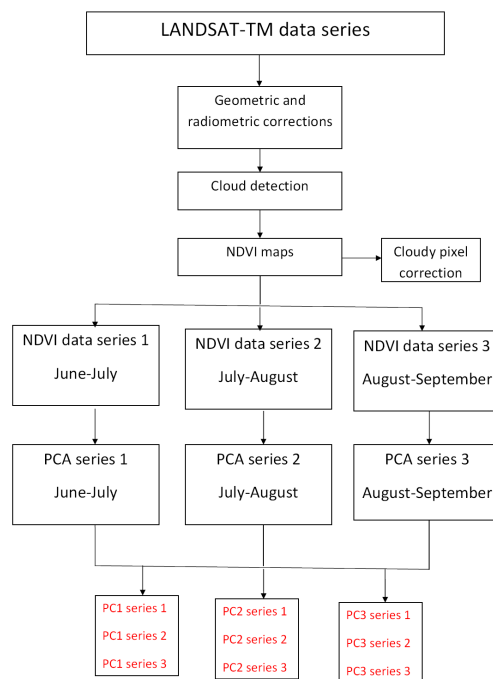 LANDSAT-TM data series
Geometric and
radiometric corrections
Cloud detection
NDVI maps
Cloudy pixel
correction
NDVI data series 1
June-July
NDVI data series 2
July-August
NDVI data series 3
August-September
PCA series 1
June-July
PCA series 2
July-August
PCA series 3
August-September
PC1 series 1
PC1 series 2
PC1 series 3
PC2 series 1
PC2 series 2
PC2 series 3
PC3 series 1
PC3 series 2
PC3 series 3